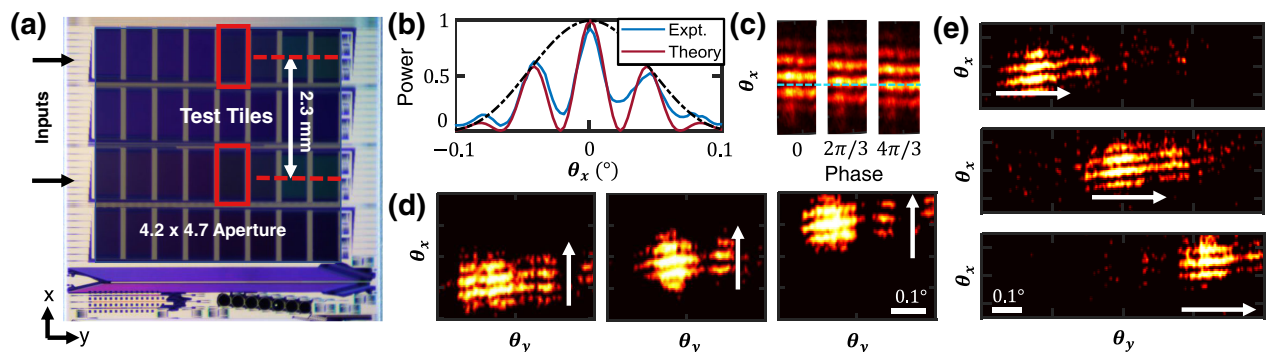 (a)
Inputs
Test Tiles
2.3 mm
4.2 x 4.7 Aperture
x
y
(b)
Power
1
0.5
0
Expt.
Theory
−0.1
0
0.1
θx (°)
(c)
θx
0
2π/3
4π/3
Phase
(d)
θx
θy
θy
0.1°
θy
(e)
θx
θx
θx
0.1°
θy